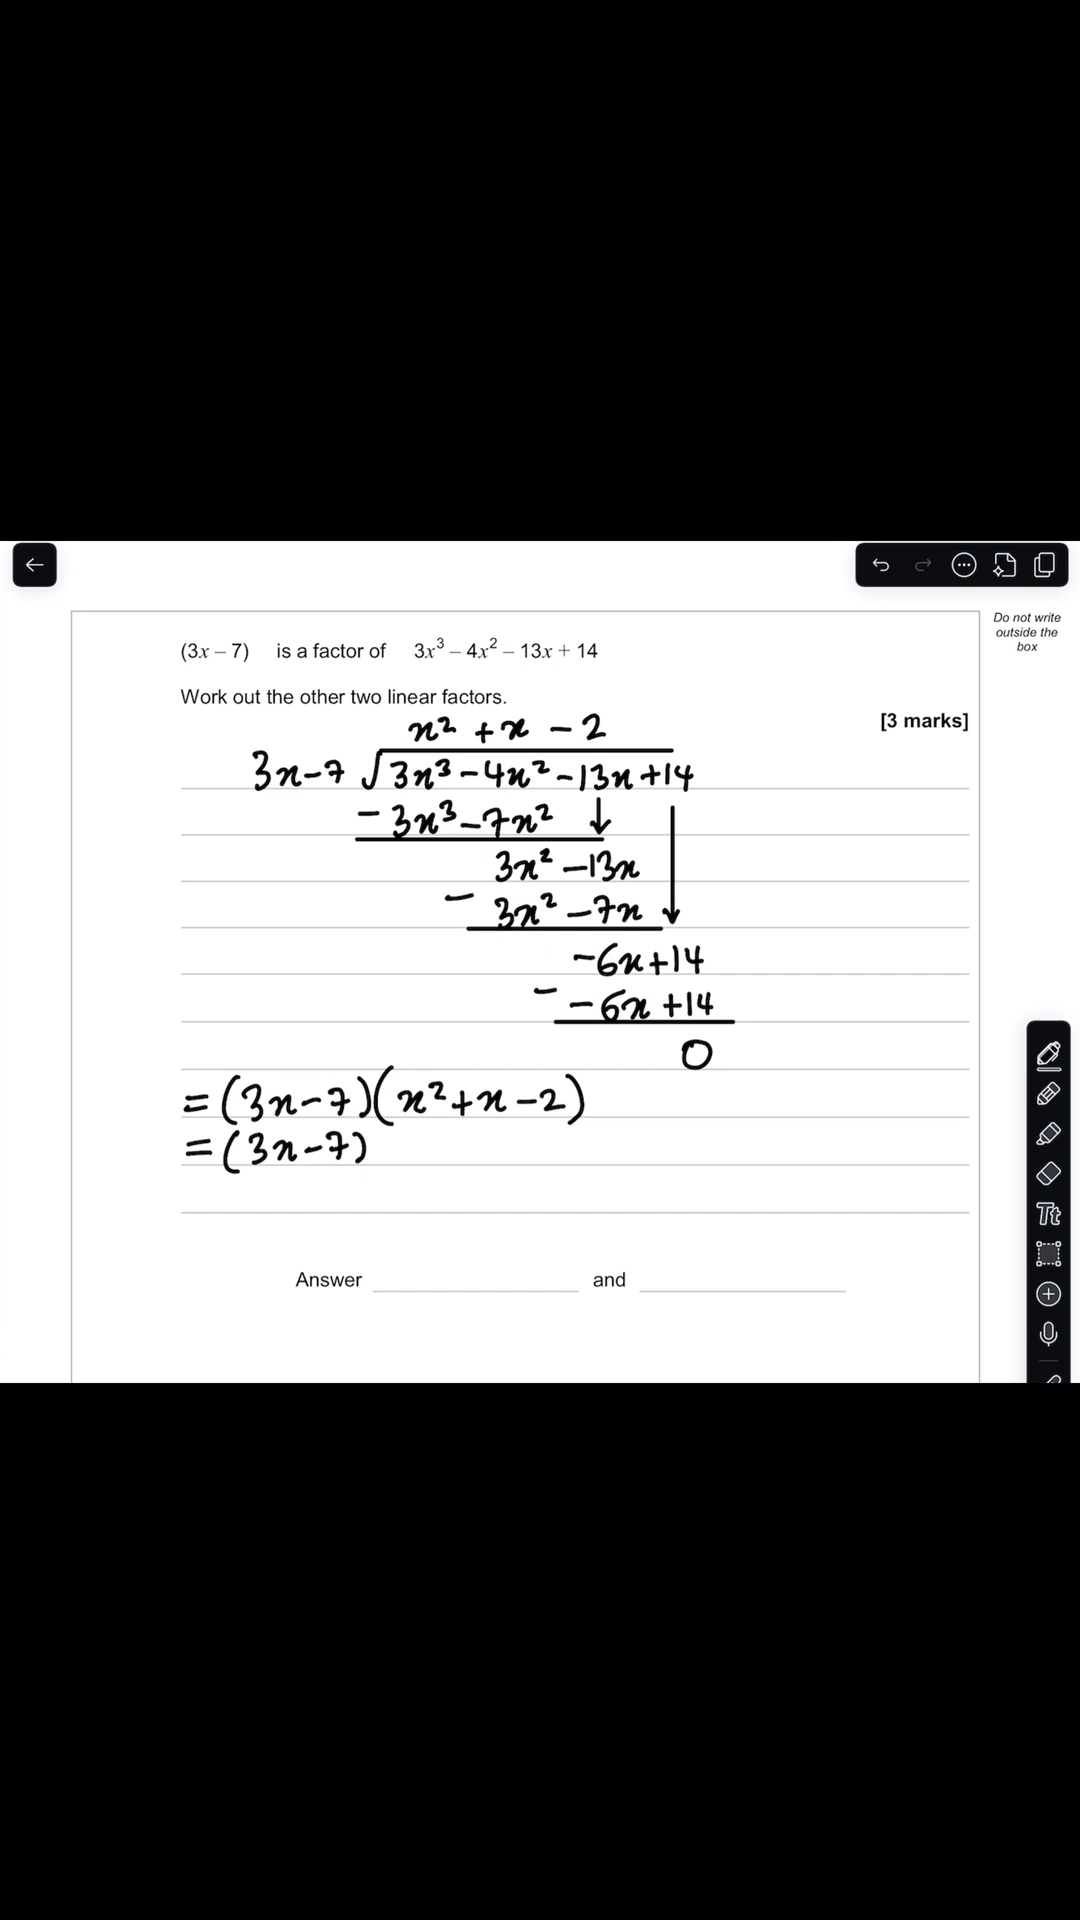 Do not write
outside the
box
(3x – 7) is a factor of 3x³ – 4x² – 13x + 14
Work out the other two linear factors.
[3 marks]
x² + x - 2
3x-7 √3x³ - 4x² - 13x + 14
- 3x³ - 7x²
3x² - 13x
- 3x² - 7x
-6x + 14
- -6x + 14
0
= (3x-7)(x² + x - 2)
= (3x-7)
Answer and
Tt